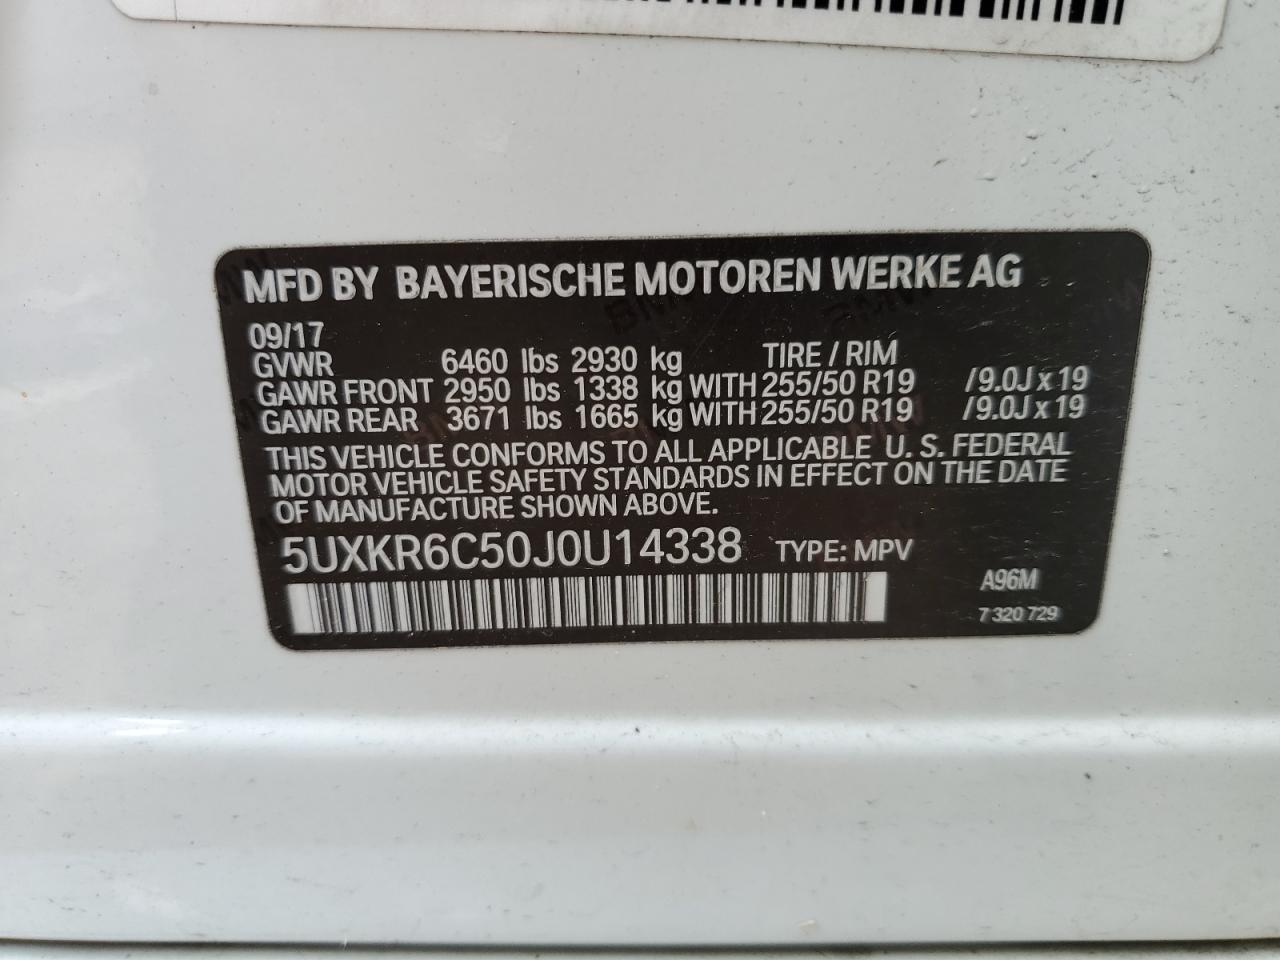 MFD BY BAYERISCHE MOTOREN WERKE AG
09/17
GVWR 6460 lbs 2930 kg TIRE / RIM
GAWR FRONT 2950 lbs 1338 kg WITH 255/50 R19 /9.0J x 19
GAWR REAR 3671 lbs 1665 kg WITH 255/50 R19 /9.0J x 19
THIS VEHICLE CONFORMS TO ALL APPLICABLE U. S. FEDERAL
MOTOR VEHICLE SAFETY STANDARDS IN EFFECT ON THE DATE
OF MANUFACTURE SHOWN ABOVE.
5UXKR6C50J0U14338 TYPE: MPV
A96M
7 320 729